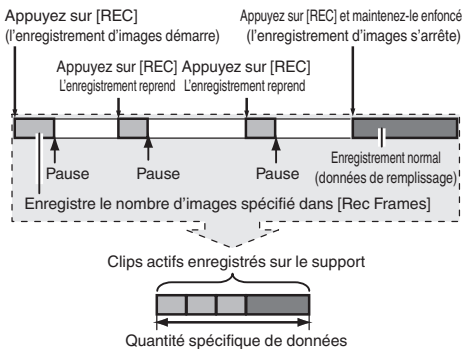 Appuyez sur [REC]
(l’enregistrement d’images démarre)
Appuyez sur [REC] et maintenez-le enfoncé
(l’enregistrement d’images s’arrête)
Appuyez sur [REC]
L’enregistrement reprend
Appuyez sur [REC]
L’enregistrement reprend
Pause
Pause
Pause
Enregistrement normal
(données de remplissage)
Enregistre le nombre d’images spécifié dans [Rec Frames]
Clips actifs enregistrés sur le support
Quantité spécifique de données